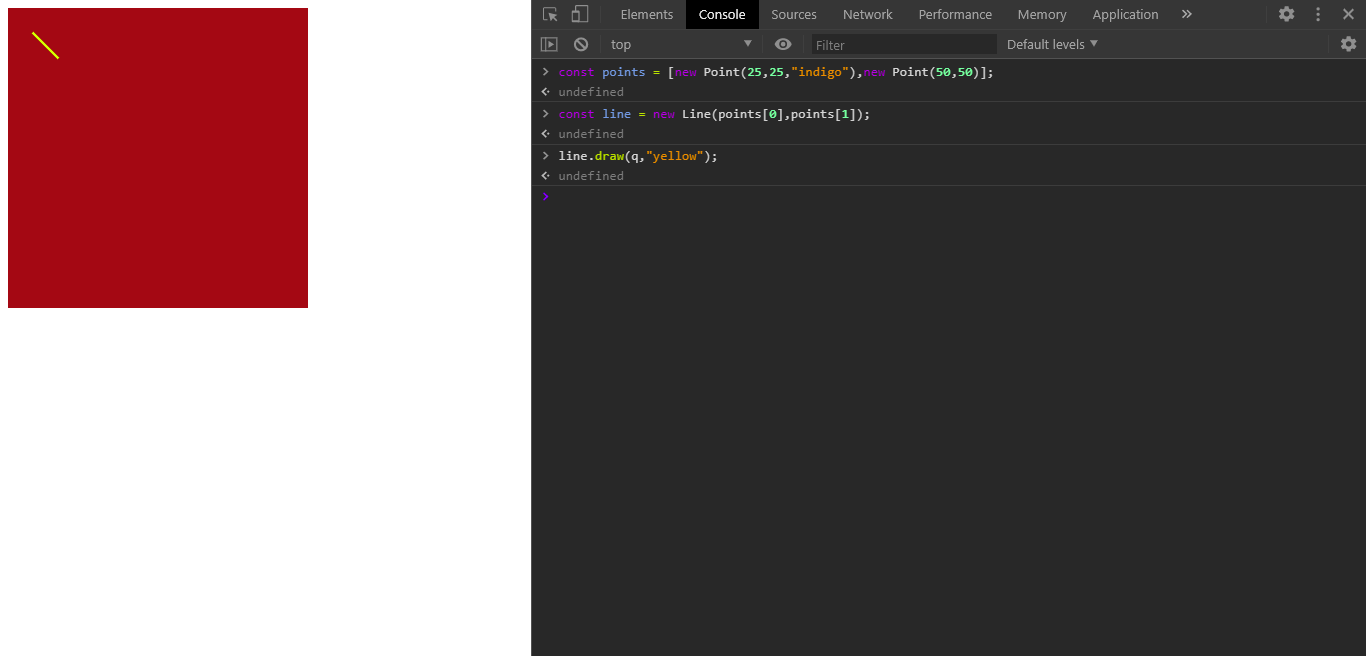 Elements Console Sources Network Performance Memory Application »
top ▼ Filter Default levels ▼
> const points = [new Point(25,25,"indigo"),new Point(50,50)];
undefined
> const line = new Line(points[0],points[1]);
undefined
> line.draw(q,"yellow");
undefined
>